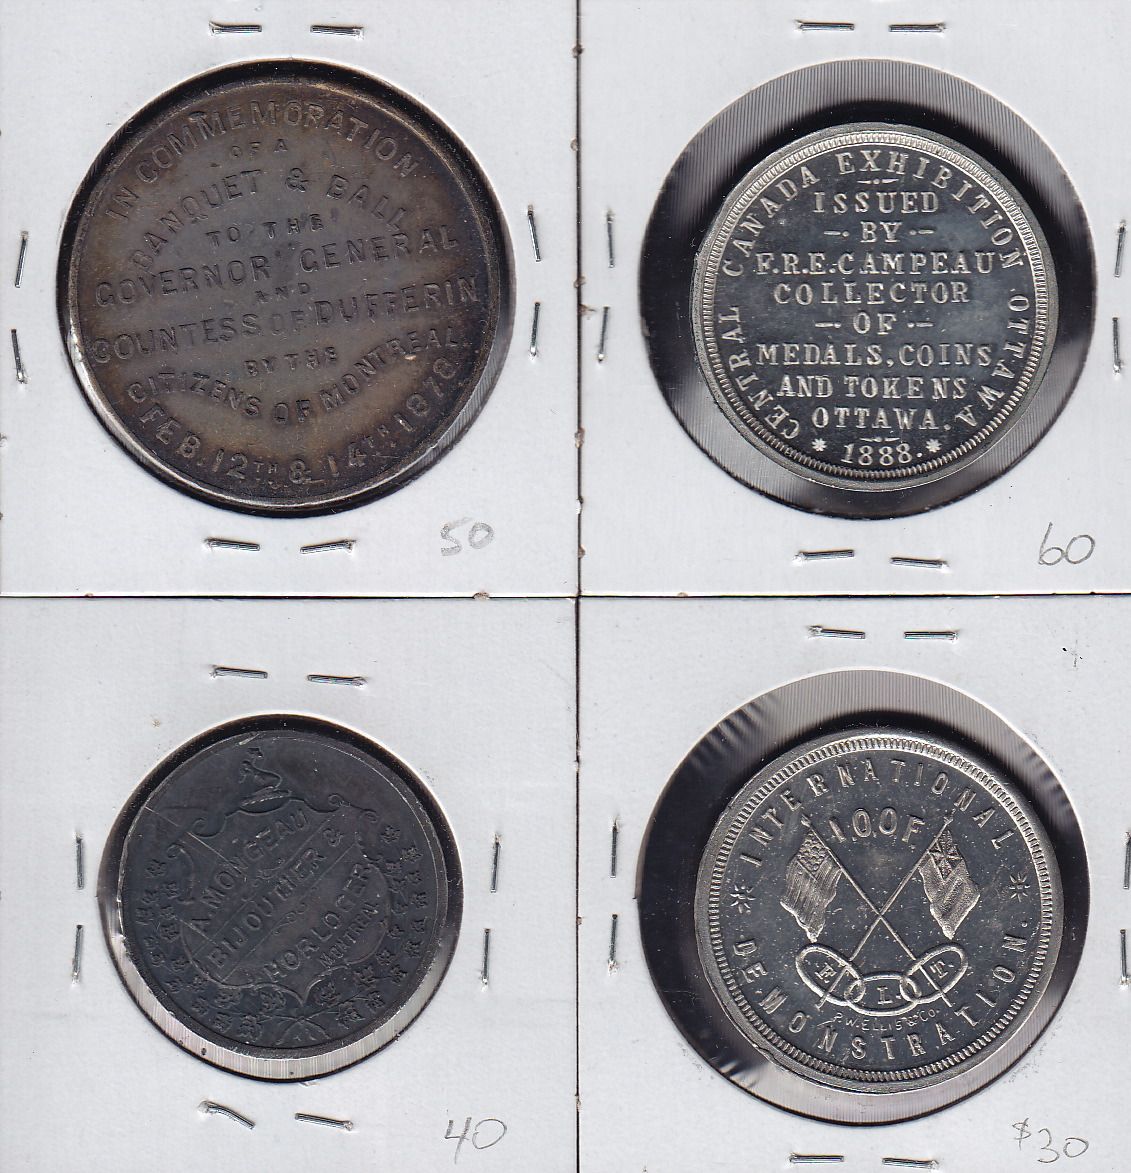 IN COMMEMORATION
OF A
BANQUET & BALL
TO THE
GOVERNOR GENERAL
AND
COUNTESS OF DUFFERIN
BY THE
CITIZENS OF MONTREAL
FEB. 12TH & 14TH 1878.
50
CENTRAL CANADA EXHIBITION OTTAWA
ISSUED
BY
F.R.E. CAMPEAU
COLLECTOR
OF
MEDALS, COINS
AND TOKENS
OTTAWA.
* 1888. *
60
A. MONGEAU
BIJOUTIER &
HORLOGER
MONTREAL
40
* INTERNATIONAL *
I.O.O.F.
F. L. T
P.W. ELLIS & CO.
DEMONSTRATION.
$30